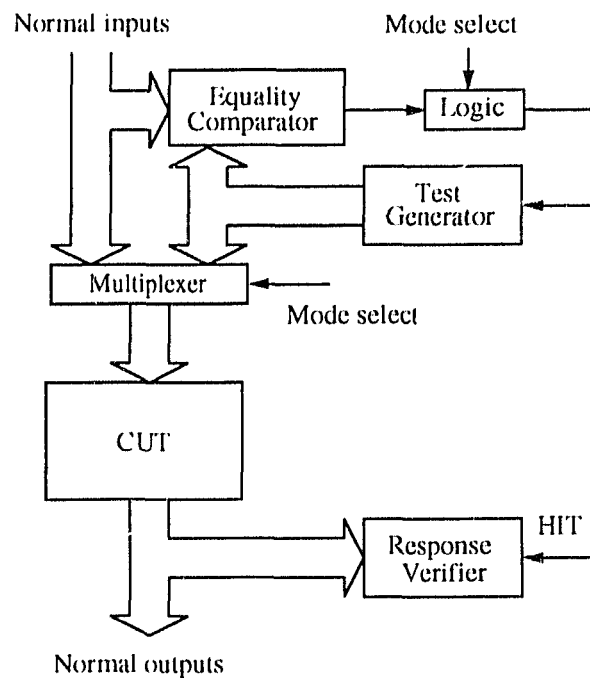 Normal inputs
Mode select
Equality
Comparator
Logic
Test
Generator
Multiplexer
Mode select
CUT
HIT
Response
Verifier
Normal outputs